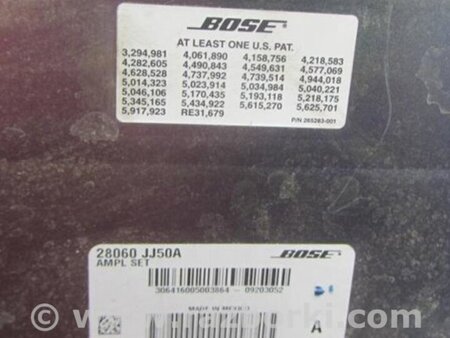 BOSE
AT LEAST ONE U.S. PAT.
3,294,981 4,061,890 4,158,756 4,218,583
4,282,605 4,490,843 4,549,631 4,577,069
4,628,528 4,737,992 4,739,514 4,944,018
5,014,323 5,023,914 5,034,984 5,040,221
5,046,106 5,170,435 5,193,118 5,218,175
5,345,165 5,434,922 5,615,270 5,625,701
5,917,923 RE31,679
P/N 265283-001
28060 JJ50A
AMPL SET
BOSE
306416005003864 - 09203052
MADE IN MEXICO
A